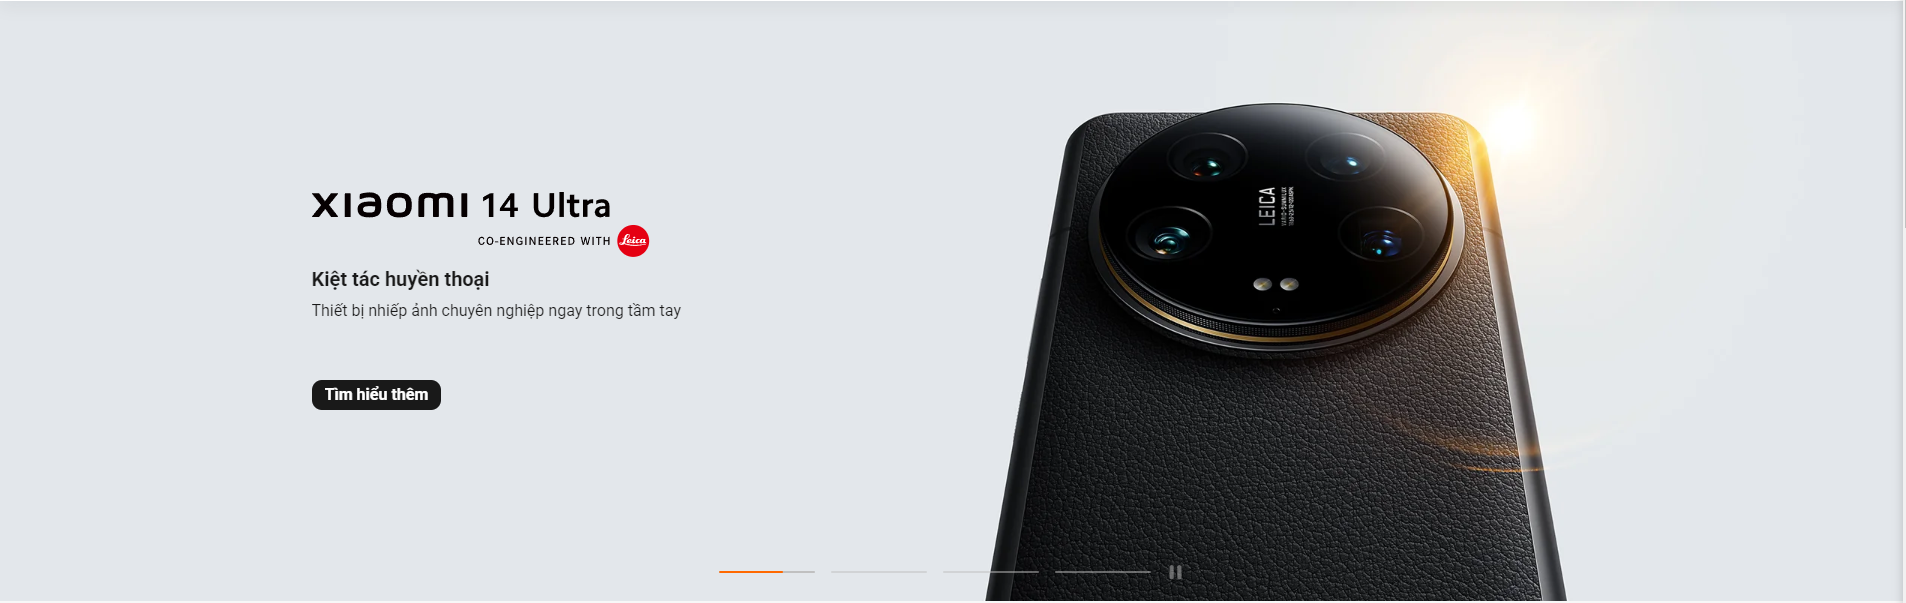 xiaomi 14 Ultra
CO-ENGINEERED WITH Leica
Kiệt tác huyền thoại
Thiết bị nhiếp ảnh chuyên nghiệp ngay trong tầm tay
Tìm hiểu thêm
LEICA